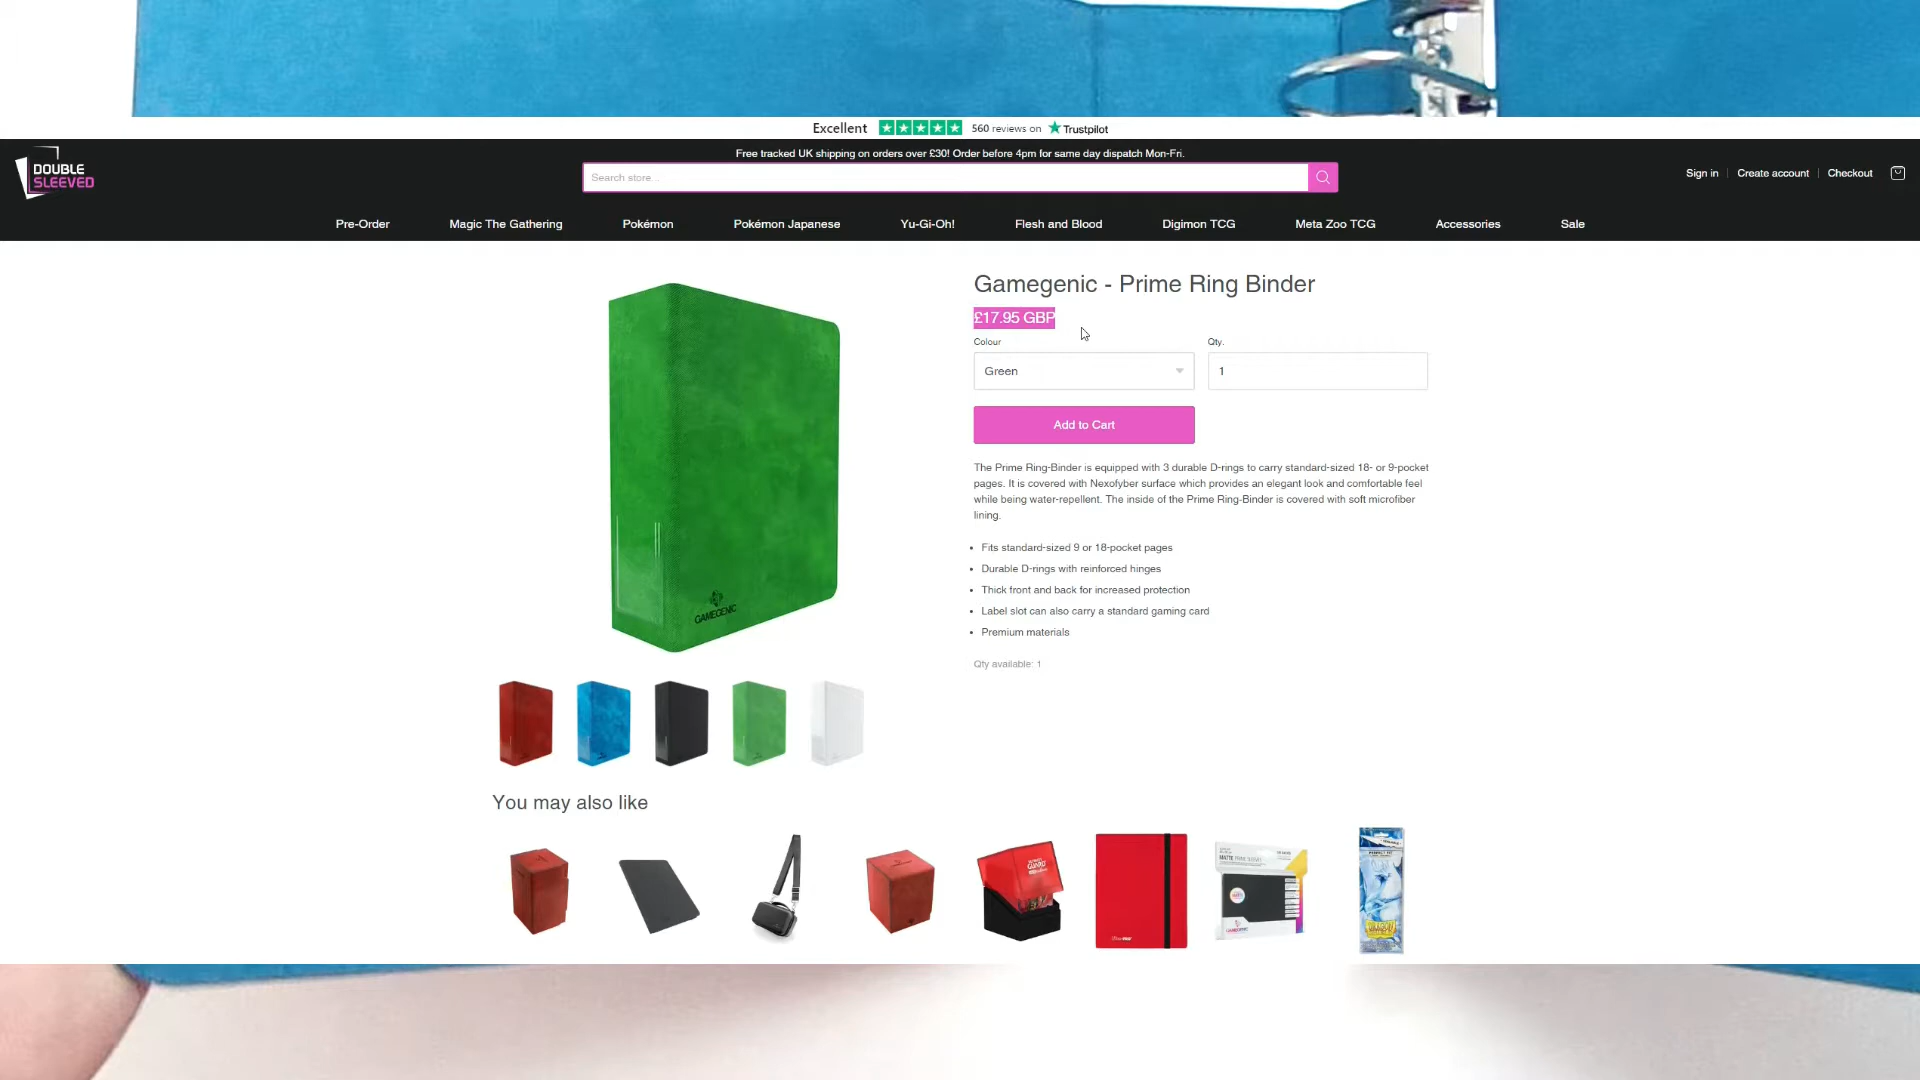 Excellent 560 reviews on Trustpilot
Free tracked UK shipping on orders over £30! Order before 4pm for same day dispatch Mon-Fri.
DOUBLE
SLEEVED
Search store...
Sign in Create account Checkout
Pre-Order Magic The Gathering Pokémon Pokémon Japanese Yu-Gi-Oh! Flesh and Blood Digimon TCG Meta Zoo TCG Accessories Sale
Gamegenic - Prime Ring Binder
£17.95 GBP
Colour Qty.
Green 1
Add to Cart
The Prime Ring-Binder is equipped with 3 durable D-rings to carry standard-sized 18- or 9-pocket
pages. It is covered with Nexofyber surface which provides an elegant look and comfortable feel
while being water-repellent. The inside of the Prime Ring-Binder is covered with soft microfiber
lining.
Fits standard-sized 9 or 18-pocket pages
Durable D-rings with reinforced hinges
Thick front and back for increased protection
Label slot can also carry a standard gaming card
Premium materials
Qty available: 1
GAMEGENIC
You may also like
GUARD
MATTE PRIME SLEEVES